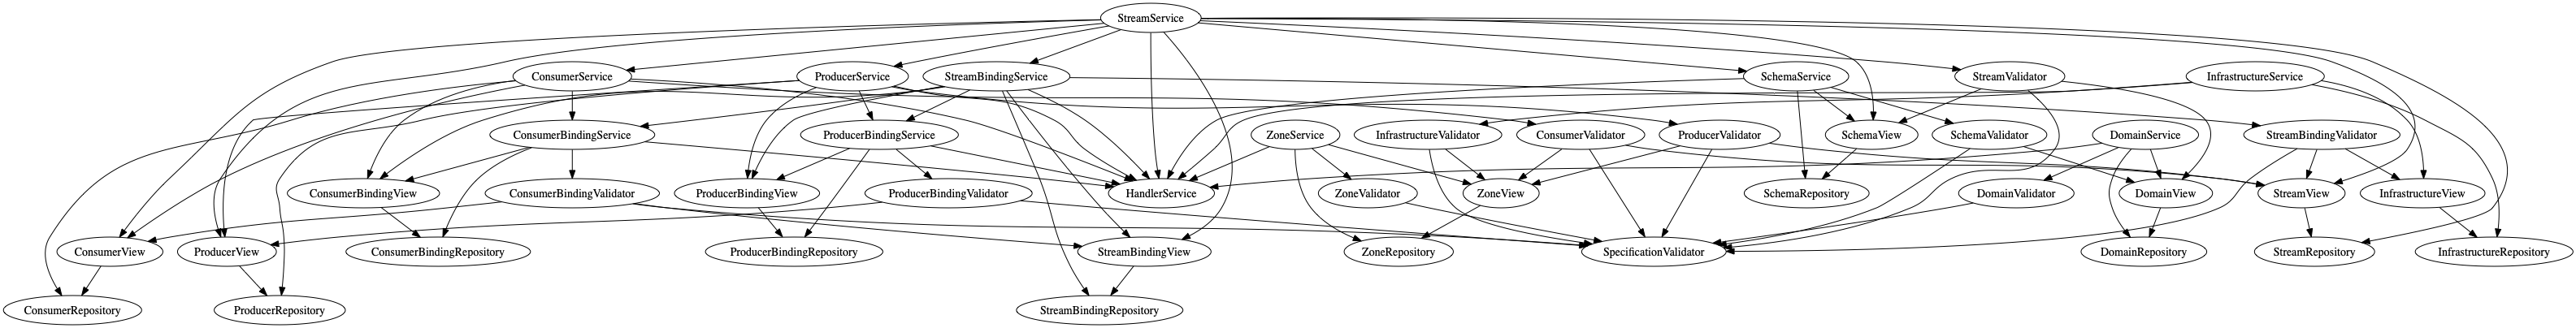 StreamService
ConsumerService
ProducerService
StreamBindingService
SchemaService
StreamValidator
InfrastructureService
ConsumerBindingService
ProducerBindingService
ZoneService
InfrastructureValidator
ConsumerValidator
ProducerValidator
SchemaView
SchemaValidator
DomainService
StreamBindingValidator
ConsumerBindingView
ConsumerBindingValidator
ProducerBindingView
ProducerBindingValidator
HandlerService
ZoneValidator
ZoneView
SchemaRepository
DomainValidator
DomainView
StreamView
InfrastructureView
ConsumerView
ProducerView
ConsumerBindingRepository
ProducerBindingRepository
StreamBindingView
ZoneRepository
SpecificationValidator
DomainRepository
StreamRepository
InfrastructureRepository
ConsumerRepository
ProducerRepository
StreamBindingRepository